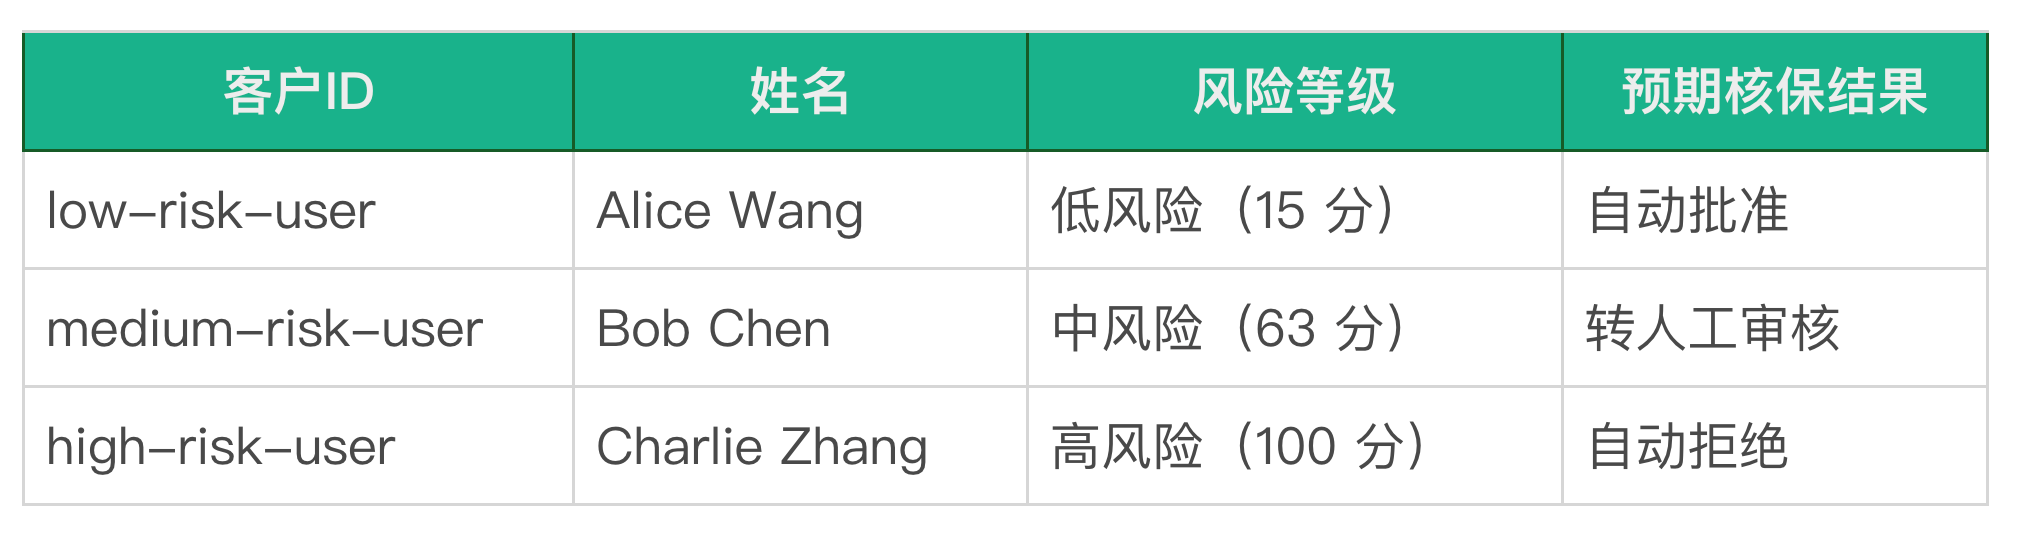 客户ID 姓名 风险等级 预期核保结果
low-risk-user Alice Wang 低风险（15 分） 自动批准
medium-risk-user Bob Chen 中风险（63 分） 转人工审核
high-risk-user Charlie Zhang 高风险（100 分） 自动拒绝